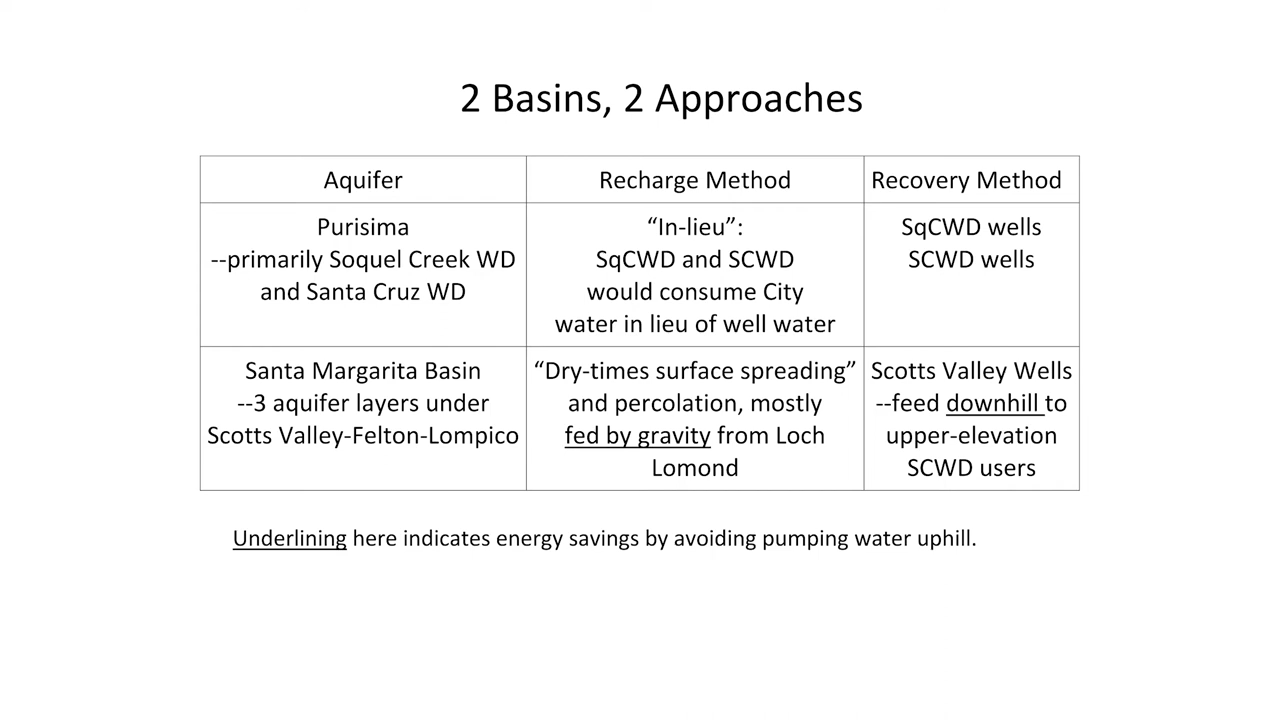 2 Basins, 2 Approaches
Aquifer
Recharge Method
Recovery Method
Purisima
--primarily Soquel Creek WD
and Santa Cruz WD
“In-lieu”:
SqCWD and SCWD
would consume City
water in lieu of well water
SqCWD wells
SCWD wells
Santa Margarita Basin
--3 aquifer layers under
Scotts Valley-Felton-Lompico
“Dry-times surface spreading”
and percolation, mostly
fed by gravity from Loch
Lomond
Scotts Valley Wells
--feed downhill to
upper-elevation
SCWD users
Underlining here indicates energy savings by avoiding pumping water uphill.